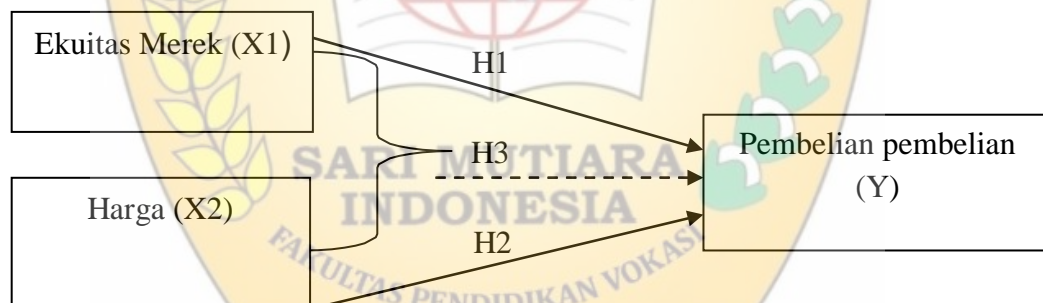 Ekuitas Merek (X1)
H1
Pembelian pembelian
(Y)
H3
Harga (X2)
H2
SARI MUTIARA
INDONESIA
FAKULTAS PENDIDIKAN VOKASI